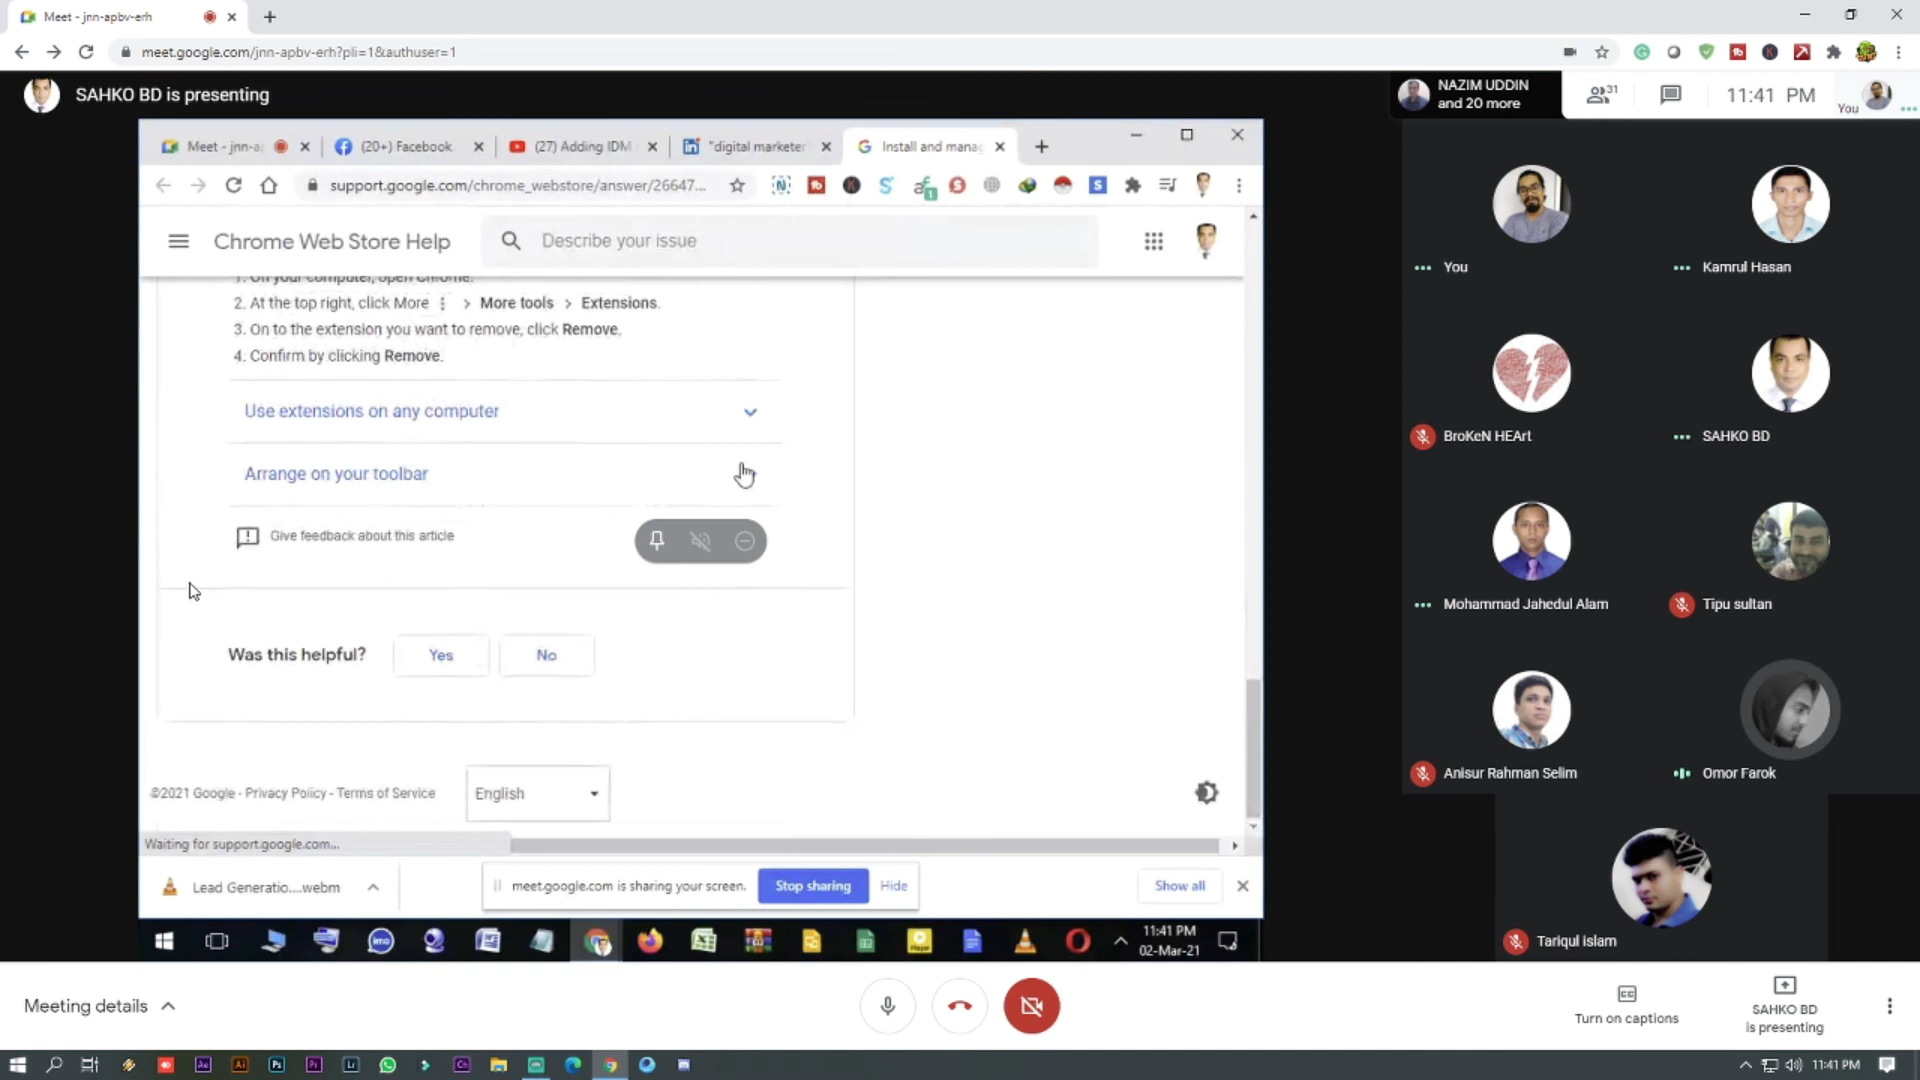 Meet - jnn-apbv-erh
meet.google.com/jnn-apbv-erh?pli=1&authuser=1
SAHKO BD is presenting
NAZIM UDDIN
and 20 more
31
11:41 PM
You
Meet - jnn-a
(20+) Facebook
(27) Adding IDM
"digital marketer
Install and mana
support.google.com/chrome_webstore/answer/26647...
Chrome Web Store Help
Describe your issue
1. On your computer, open Chrome.
2. At the top right, click More > More tools > Extensions.
3. On to the extension you want to remove, click Remove.
4. Confirm by clicking Remove.
Use extensions on any computer
Arrange on your toolbar
Give feedback about this article
Was this helpful? Yes No
©2021 Google - Privacy Policy - Terms of Service English
Waiting for support.google.com...
Lead Generatio....webm
meet.google.com is sharing your screen. Stop sharing Hide
Show all
11:41 PM
02-Mar-21
You
Kamrul Hasan
BroKeN HEArt
SAHKO BD
Mohammad Jahedul Alam
Tipu sultan
Anisur Rahman Selim
Omor Farok
Tariqul islam
Meeting details
Turn on captions
SAHKO BD
is presenting
11:41 PM